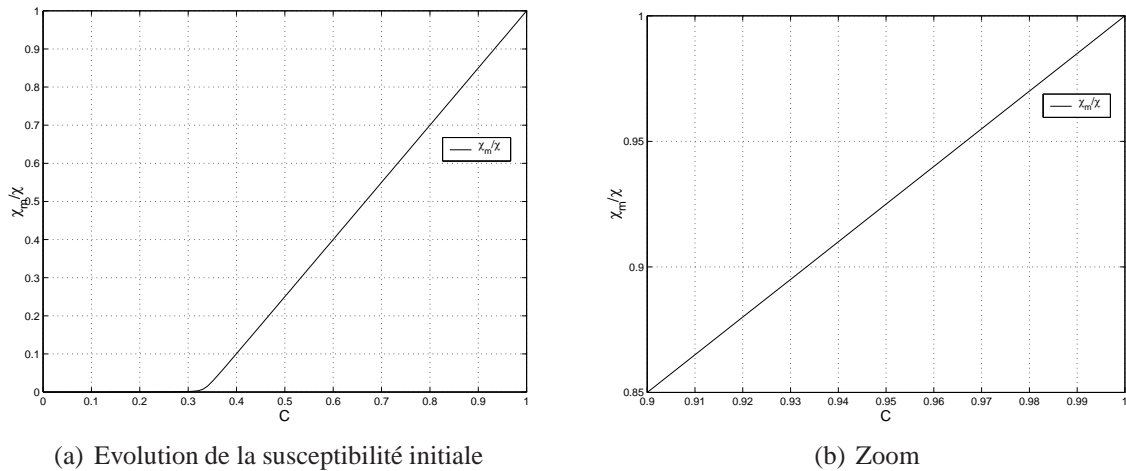 1
0.9
0.8
0.7
0.6
0.5
0.4
0.3
0.2
0.1
0
χm/χ
χm/χ
0 0.1 0.2 0.3 0.4 0.5 0.6 0.7 0.8 0.9 1
C
(a) Evolution de la susceptibilité initiale
1
0.95
0.9
0.85
χm/χ
χm/χ
0.9 0.91 0.92 0.93 0.94 0.95 0.96 0.97 0.98 0.99 1
C
(b) Zoom